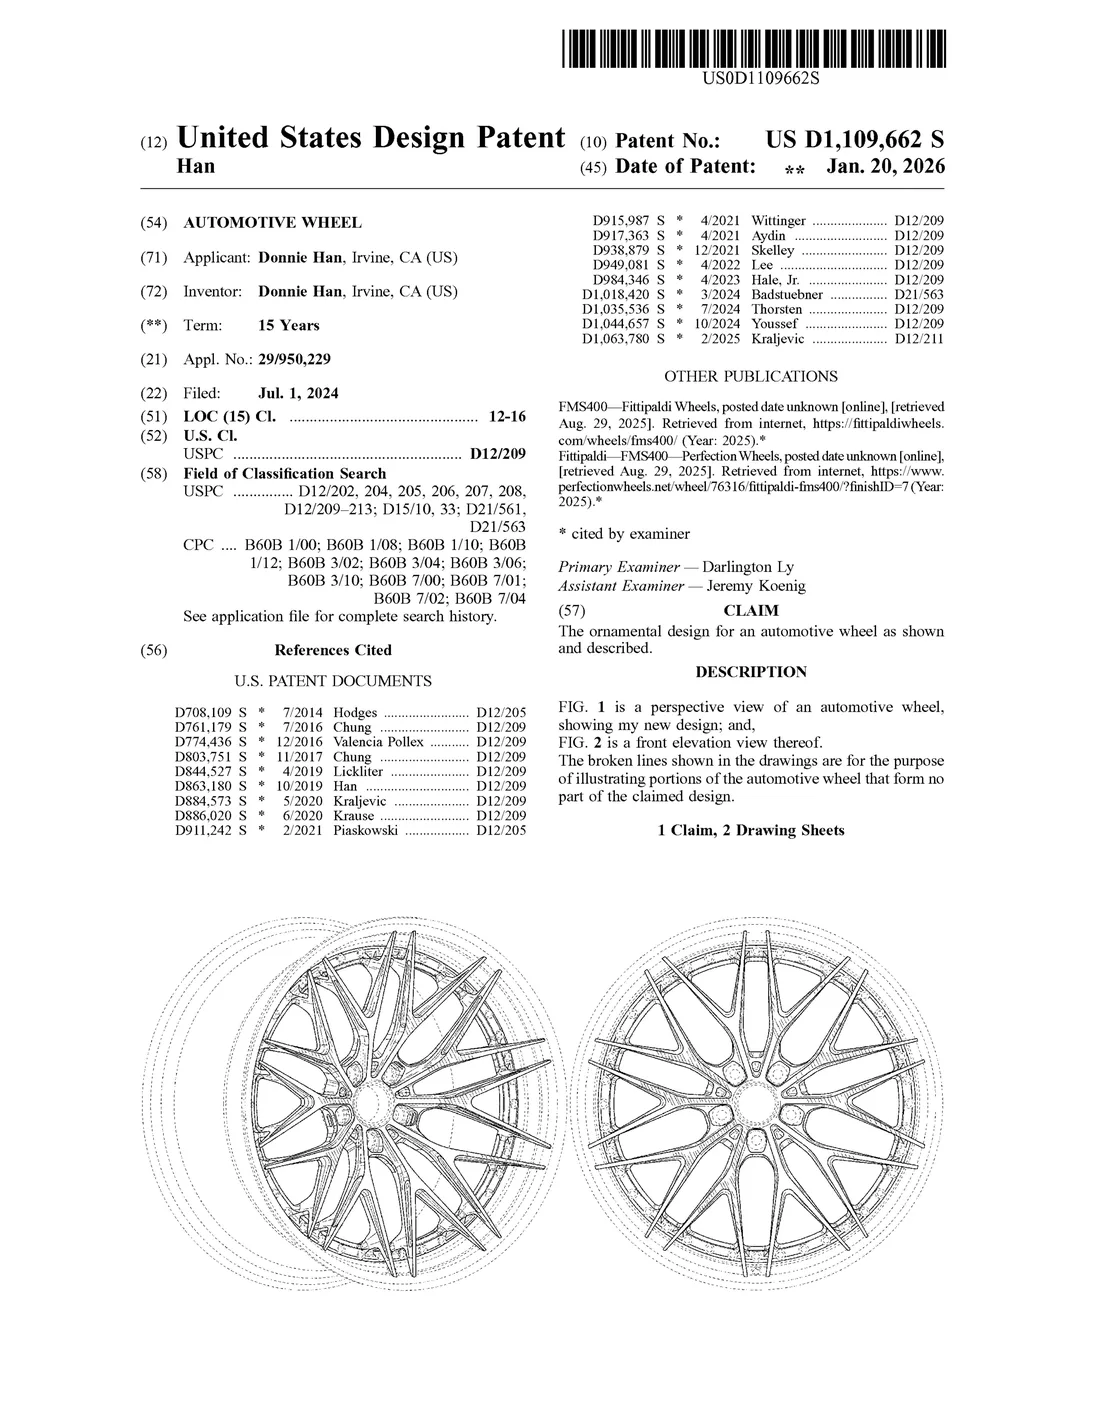 US0D1109662S
(12) United States Design Patent
Han
(10) Patent No.: US D1,109,662 S
(45) Date of Patent: ** Jan. 20, 2026
(54) AUTOMOTIVE WHEEL
(71) Applicant: Donnie Han, Irvine, CA (US)
(72) Inventor: Donnie Han, Irvine, CA (US)
(**) Term: 15 Years
(21) Appl. No.: 29/950,229
(22) Filed: Jul. 1, 2024
(51) LOC (15) Cl. ................................................ 12-16
(52) U.S. Cl.
USPC .......................................................... D12/209
(58) Field of Classification Search
USPC ............... D12/202, 204, 205, 206, 207, 208,
D12/209–213; D15/10, 33; D21/561,
D21/563
CPC .... B60B 1/00; B60B 1/08; B60B 1/10; B60B
1/12; B60B 3/02; B60B 3/04; B60B 3/06;
B60B 3/10; B60B 7/00; B60B 7/01;
B60B 7/02; B60B 7/04
See application file for complete search history.
(56) References Cited
U.S. PATENT DOCUMENTS
D708,109 S * 7/2014 Hodges ........................ D12/205
D761,179 S * 7/2016 Chung ......................... D12/209
D774,436 S * 12/2016 Valencia Pollex ........... D12/209
D803,751 S * 11/2017 Chung ......................... D12/209
D844,527 S * 4/2019 Lickliter ...................... D12/209
D863,180 S * 10/2019 Han ............................. D12/209
D884,573 S * 5/2020 Kraljevic ..................... D12/209
D886,020 S * 6/2020 Krause ......................... D12/209
D911,242 S * 2/2021 Piaskowski .................. D12/205
D915,987 S * 4/2021 Wittinger ..................... D12/209
D917,363 S * 4/2021 Aydin .......................... D12/209
D938,879 S * 12/2021 Skelley ........................ D12/209
D949,081 S * 4/2022 Lee .............................. D12/209
D984,346 S * 4/2023 Hale, Jr. ...................... D12/209
D1,018,420 S * 3/2024 Badstuebner ................ D21/563
D1,035,536 S * 7/2024 Thorsten ...................... D12/209
D1,044,657 S * 10/2024 Youssef ....................... D12/209
D1,063,780 S * 2/2025 Kraljevic ..................... D12/211
OTHER PUBLICATIONS
FMS400—Fittipaldi Wheels, posted date unknown [online], [retrieved
Aug. 29, 2025]. Retrieved from internet, https://fittipaldiwheels.
com/wheels/fms400/ (Year: 2025).*
Fittipaldi—FMS400—Perfection Wheels, posted date unknown [online],
[retrieved Aug. 29, 2025]. Retrieved from internet, https://www.
perfectionwheels.net/wheel/76316/fittipaldi-fms400/?finishID=7 (Year:
2025).*
* cited by examiner
Primary Examiner — Darlington Ly
Assistant Examiner — Jeremy Koenig
(57) CLAIM
The ornamental design for an automotive wheel as shown
and described.
DESCRIPTION
FIG. 1 is a perspective view of an automotive wheel,
showing my new design; and,
FIG. 2 is a front elevation view thereof.
The broken lines shown in the drawings are for the purpose
of illustrating portions of the automotive wheel that form no
part of the claimed design.
1 Claim, 2 Drawing Sheets